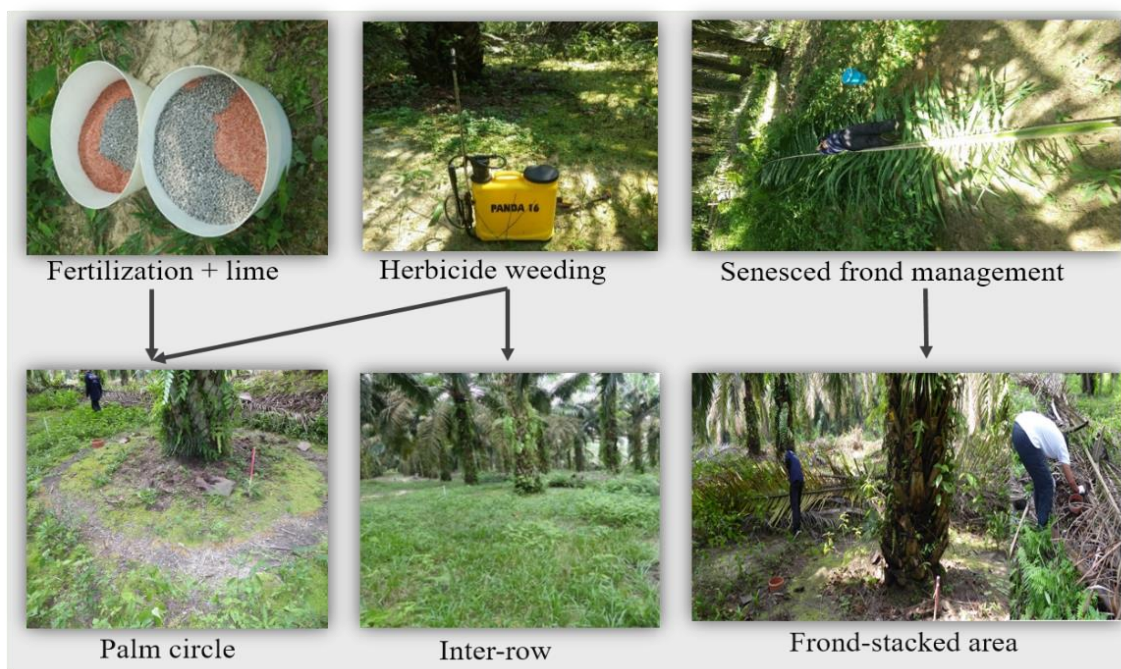 PANDA 16
Fertilization + lime
Herbicide weeding
Senesced frond management
Palm circle
Inter-row
Frond-stacked area